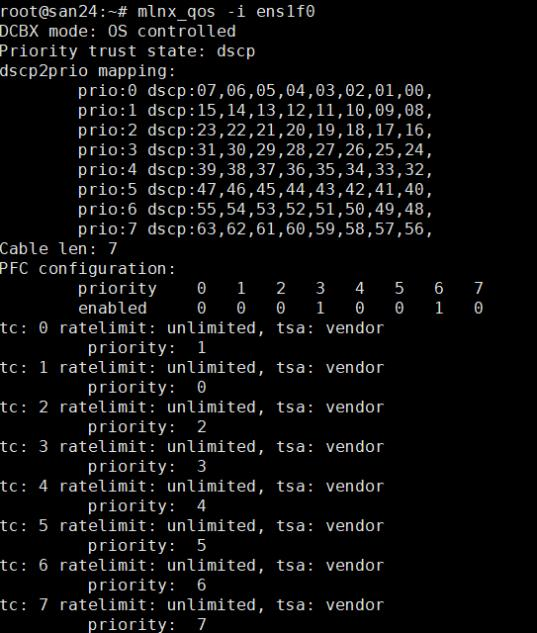 root@san24:~# mlnx_qos -i ens1f0
DCBX mode: OS controlled
Priority trust state: dscp
dscp2prio mapping:
        prio:0 dscp:07,06,05,04,03,02,01,00,
        prio:1 dscp:15,14,13,12,11,10,09,08,
        prio:2 dscp:23,22,21,20,19,18,17,16,
        prio:3 dscp:31,30,29,28,27,26,25,24,
        prio:4 dscp:39,38,37,36,35,34,33,32,
        prio:5 dscp:47,46,45,44,43,42,41,40,
        prio:6 dscp:55,54,53,52,51,50,49,48,
        prio:7 dscp:63,62,61,60,59,58,57,56,
Cable len: 7
PFC configuration:
        priority    0   1   2   3   4   5   6   7
        enabled     0   0   0   1   0   0   1   0
tc: 0 ratelimit: unlimited, tsa: vendor
         priority:  1
tc: 1 ratelimit: unlimited, tsa: vendor
         priority:  0
tc: 2 ratelimit: unlimited, tsa: vendor
         priority:  2
tc: 3 ratelimit: unlimited, tsa: vendor
         priority:  3
tc: 4 ratelimit: unlimited, tsa: vendor
         priority:  4
tc: 5 ratelimit: unlimited, tsa: vendor
         priority:  5
tc: 6 ratelimit: unlimited, tsa: vendor
         priority:  6
tc: 7 ratelimit: unlimited, tsa: vendor
         priority:  7